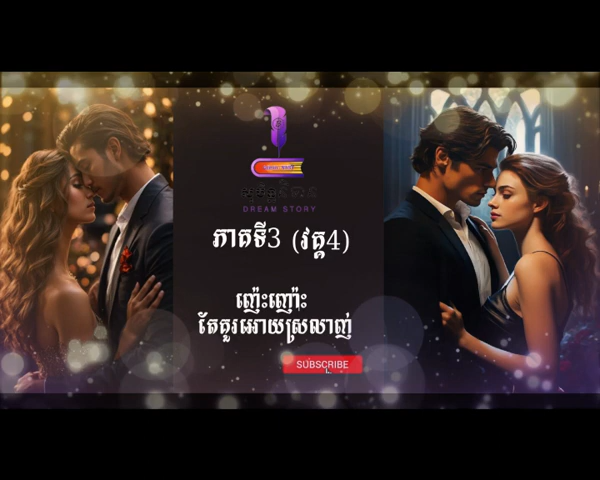 DREAM STORY
ភាគទី3 (វគ្គ4)
ញ៉េះញ៉ោះ
តែគួរអោយស្រលាញ់
SUBSCRIBE